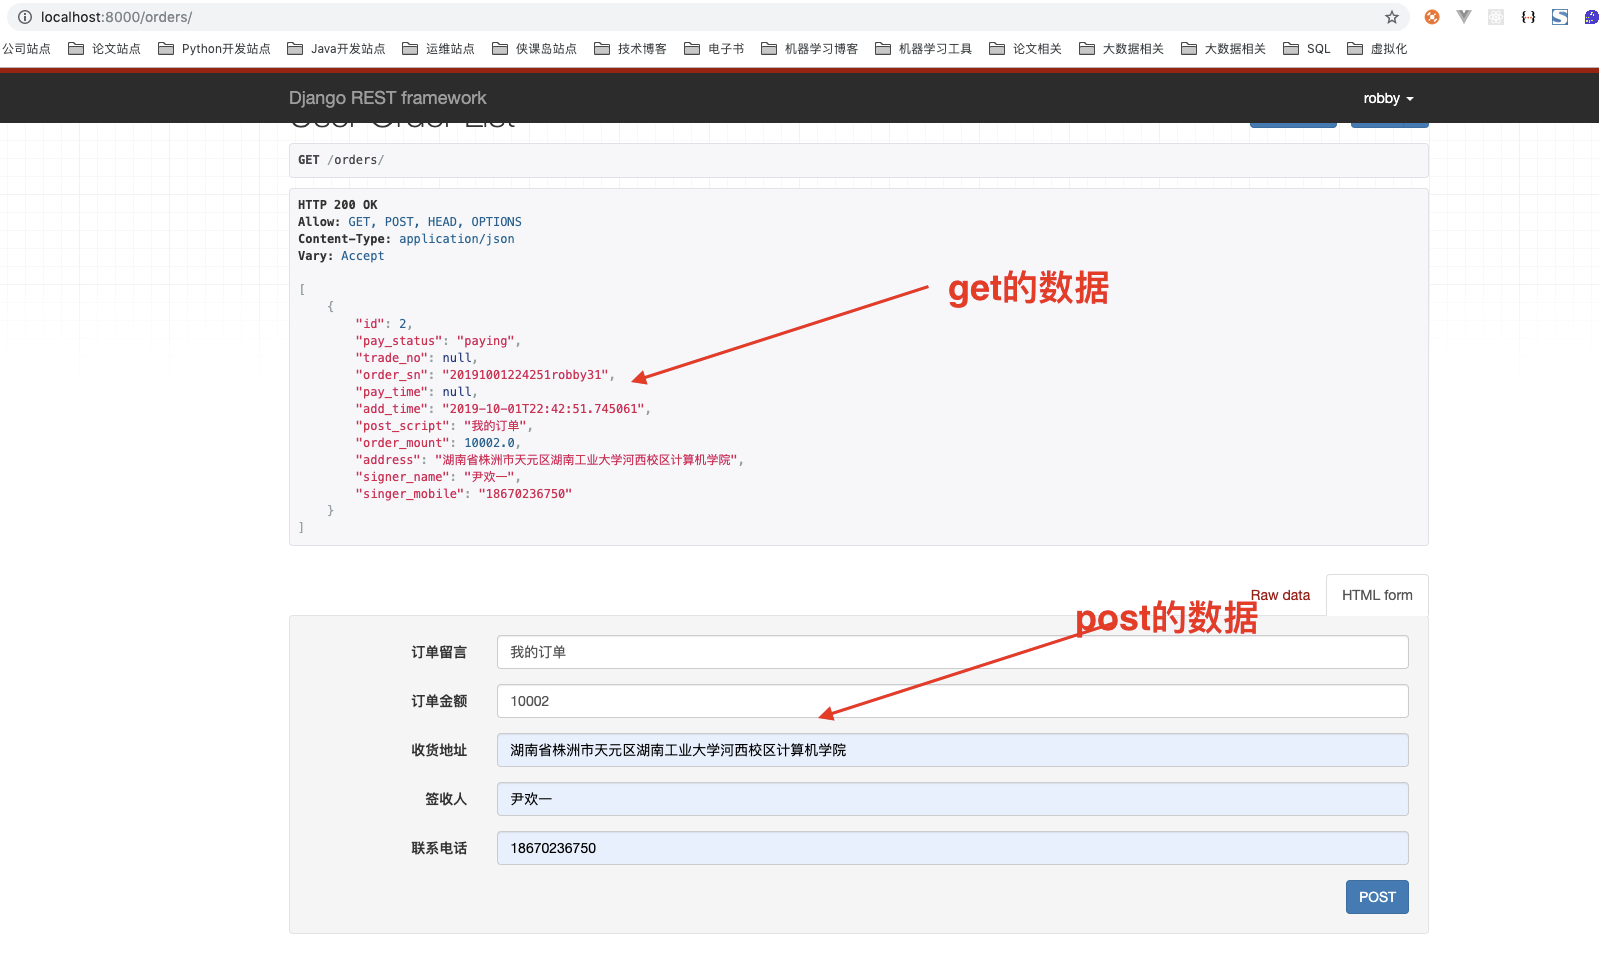 localhost:8000/orders/
公司站点 论文站点 Python开发站点 Java开发站点 运维站点 侠课岛站点 技术博客 电子书 机器学习博客 机器学习工具 论文相关 大数据相关 大数据相关 SQL 虚拟化
Django REST framework robby
User Order List
GET /orders/
HTTP 200 OK
Allow: GET, POST, HEAD, OPTIONS
Content-Type: application/json
Vary: Accept
get的数据
[
{
"id": 2,
"pay_status": "paying",
"trade_no": null,
"order_sn": "20191001224251robby31",
"pay_time": null,
"add_time": "2019-10-01T22:42:51.745061",
"post_script": "我的订单",
"order_mount": 10002.0,
"address": "湖南省株洲市天元区湖南工业大学河西校区计算机学院",
"signer_name": "尹欢一",
"singer_mobile": "18670236750"
}
]
Raw data HTML form
post的数据
订单留言 我的订单
订单金额 10002
收货地址 湖南省株洲市天元区湖南工业大学河西校区计算机学院
签收人 尹欢一
联系电话 18670236750
POST